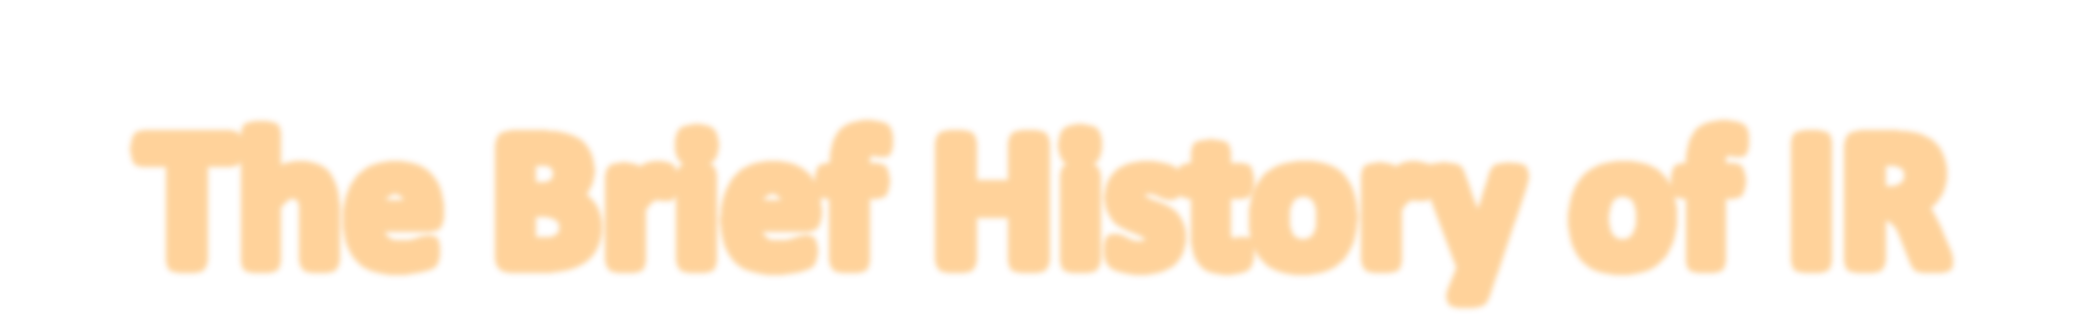 The Brief History of IR